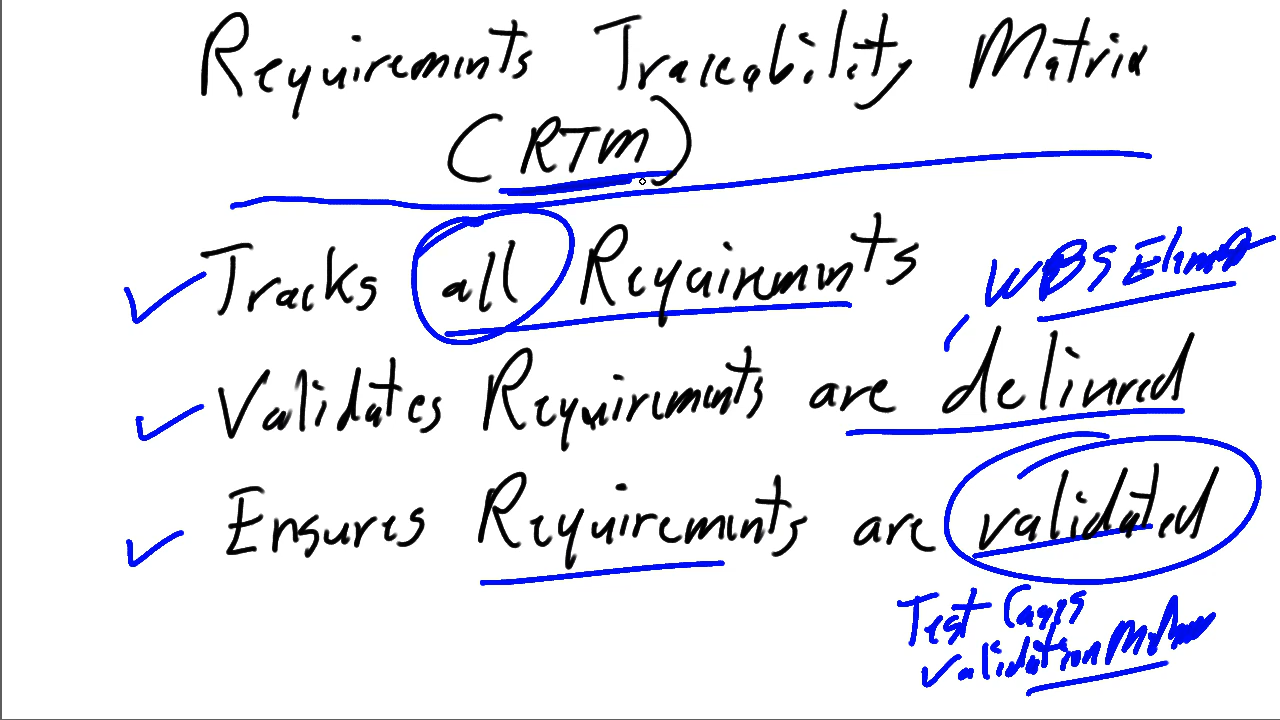 Requirements Traceability Matrix
(RTM)
Tracks all Requirements
WBS Element
Validates Requirements are delivered
Ensures Requirements are validated
Test Cases
Validation